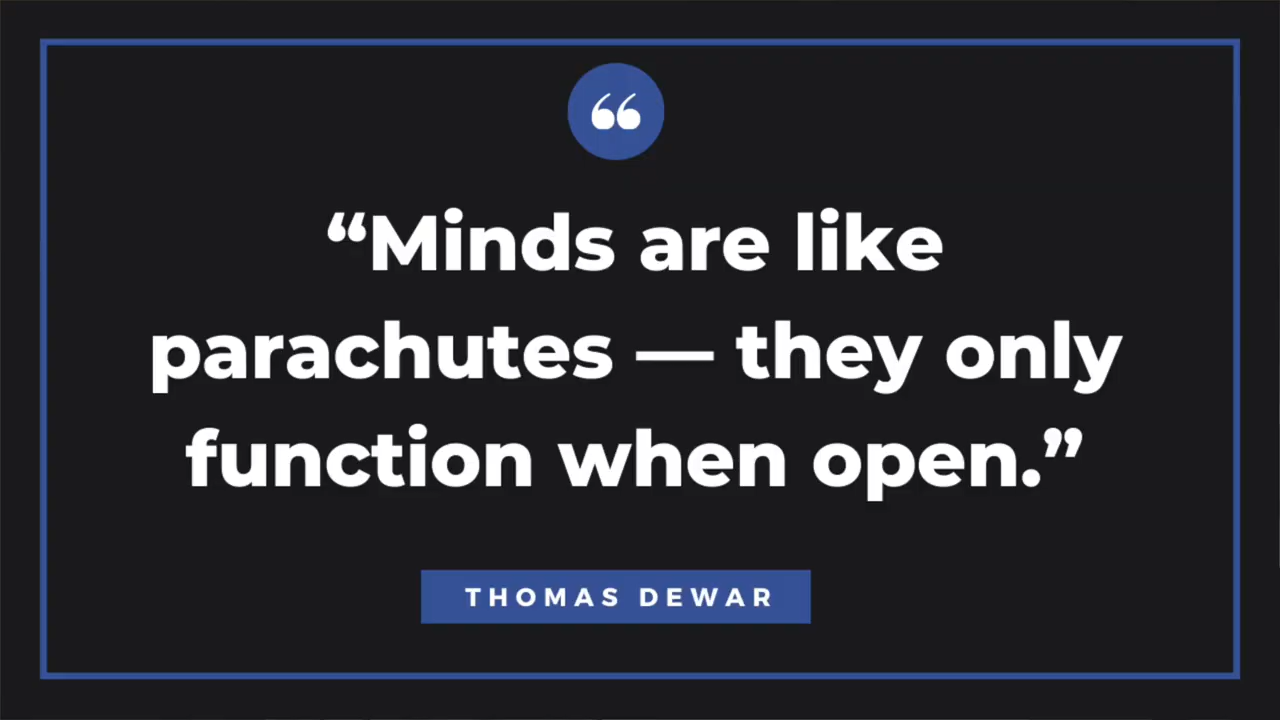 “
“Minds are like
parachutes — they only
function when open.”
THOMAS DEWAR